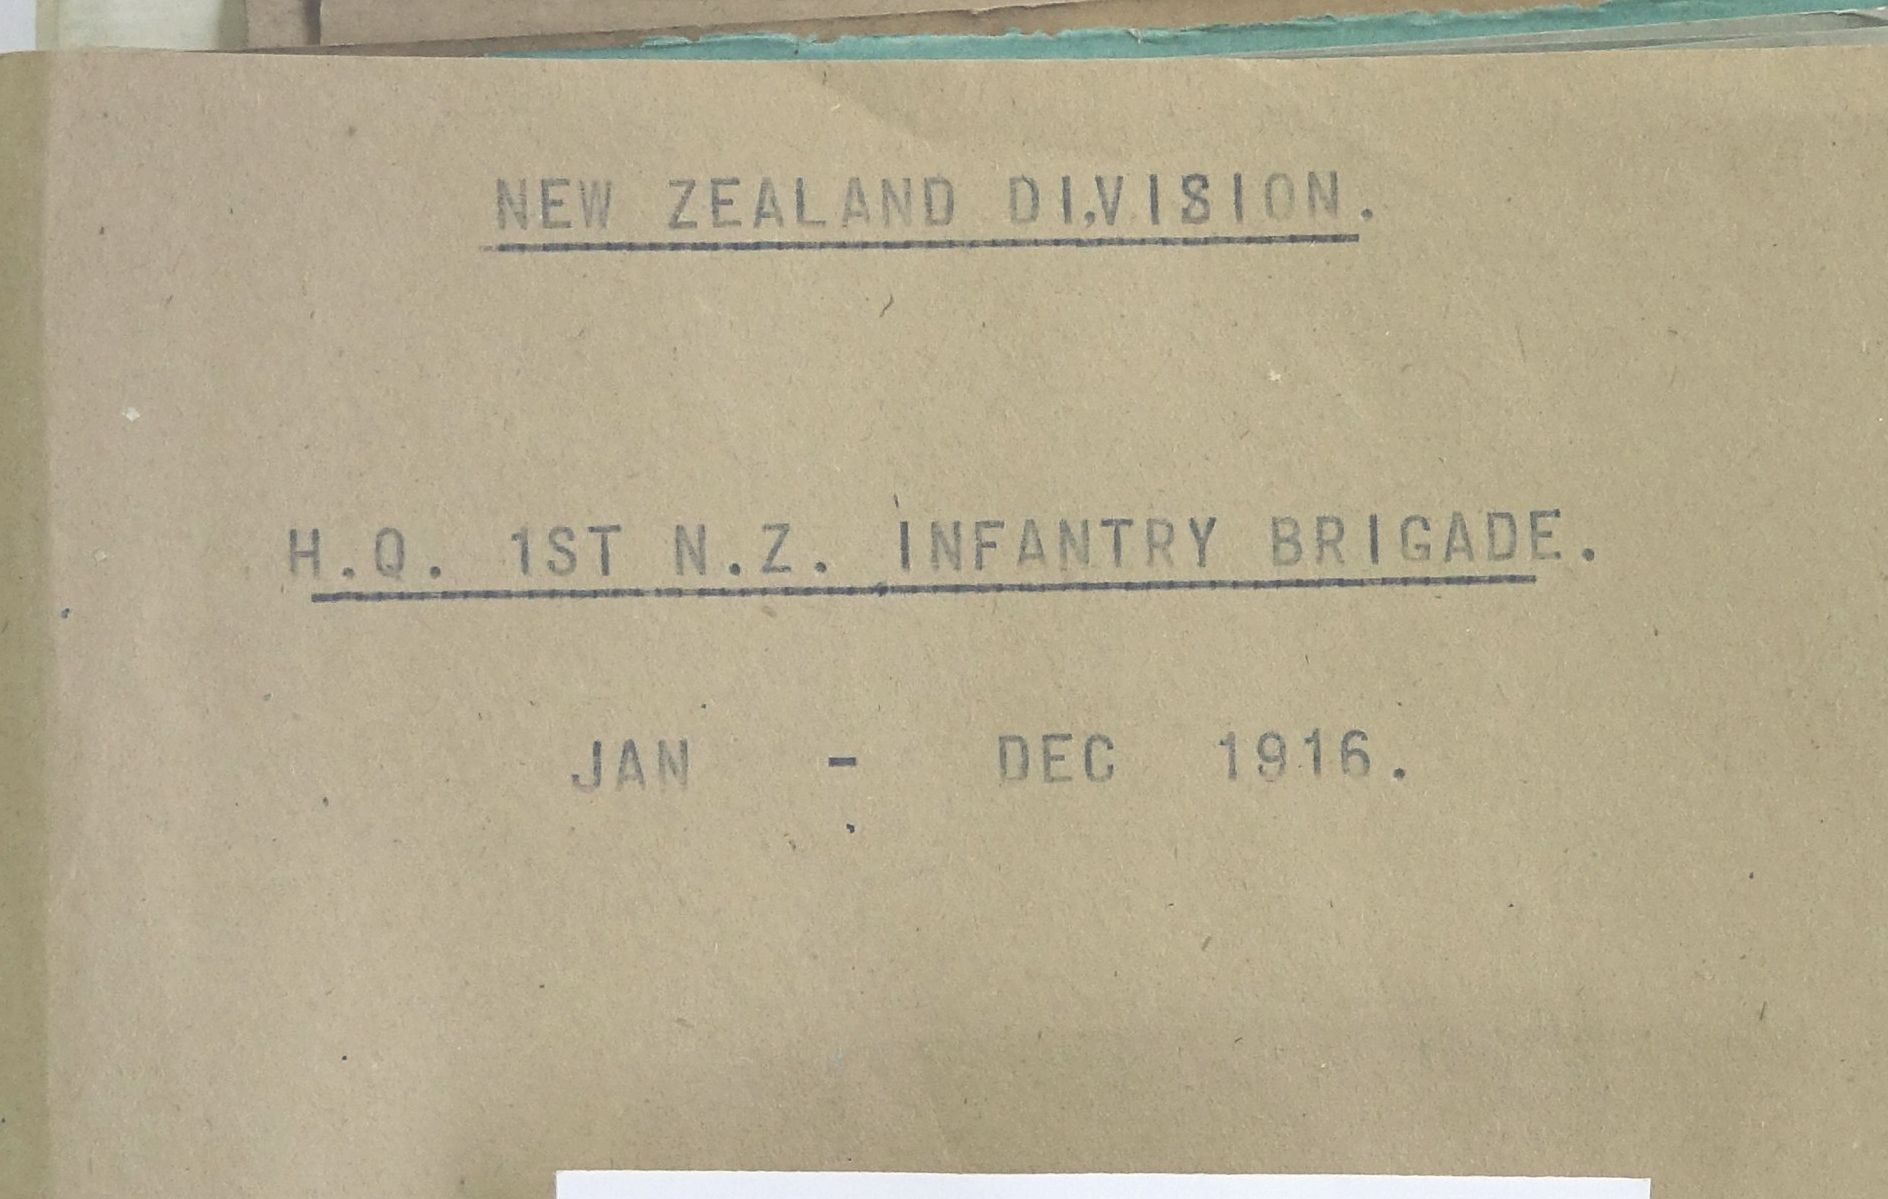 NEW ZEALAND DI,VISION.
H.Q. 1ST N.Z. INFANTRY BRIGADE.
JAN - DEC 1916.